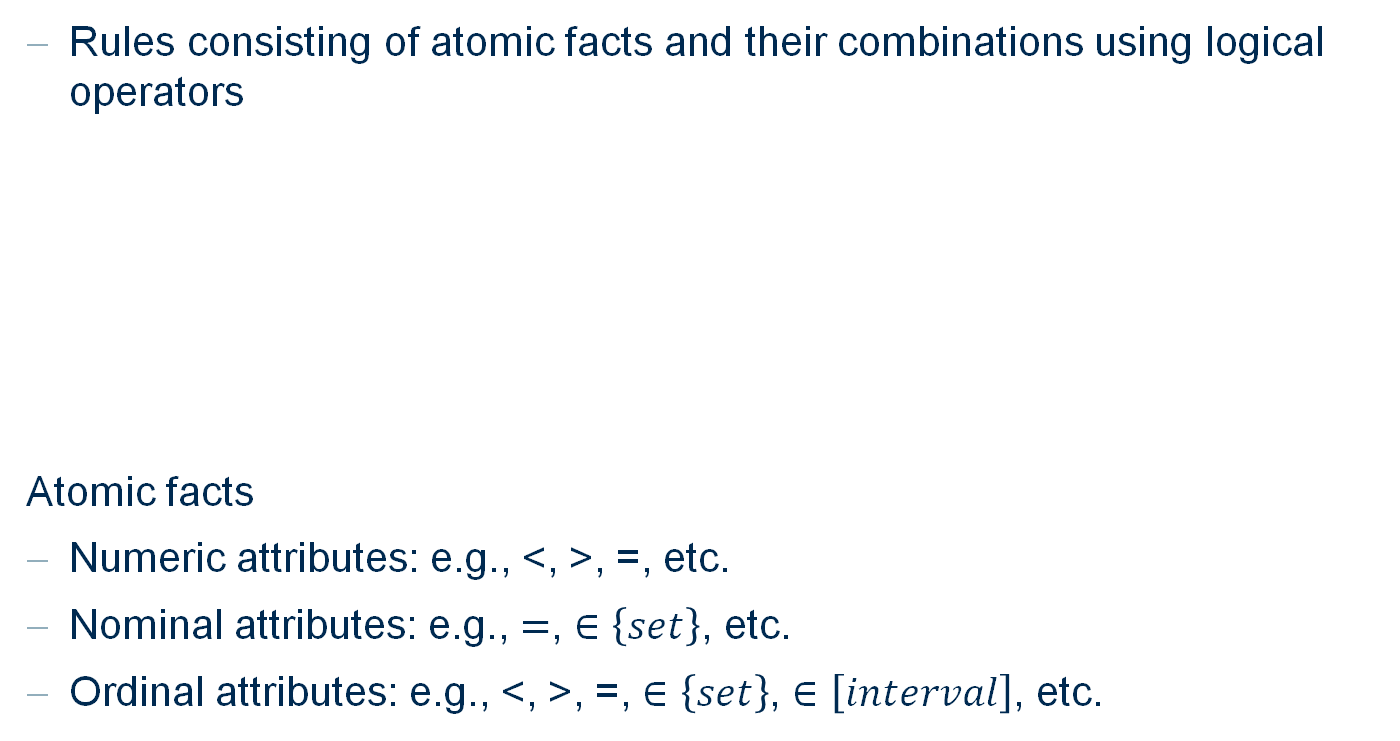 – Rules consisting of atomic facts and their combinations using logical
operators
Atomic facts
– Numeric attributes: e.g., <, >, =, etc.
– Nominal attributes: e.g., =, ∈ {set}, etc.
– Ordinal attributes: e.g., <, >, =, ∈ {set}, ∈ [interval], etc.